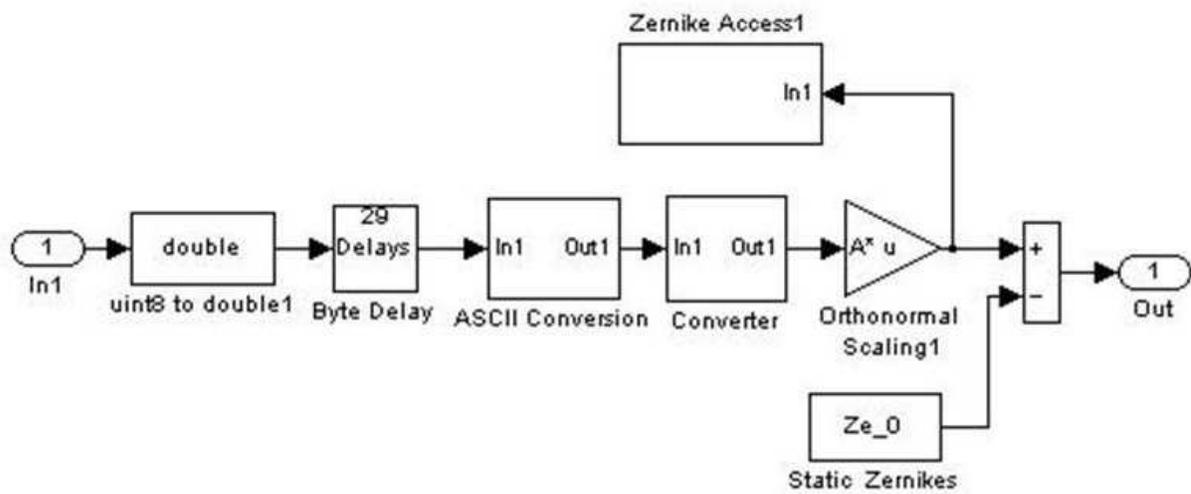 Zernike Access1
In1
1
In1
double
uint8 to double1
29
Delays
Byte Delay
In1 Out1
ASCII Conversion
In1 Out1
Converter
A* u
Orthonormal
Scaling1
+
−
1
Out
Ze_0
Static Zernikes